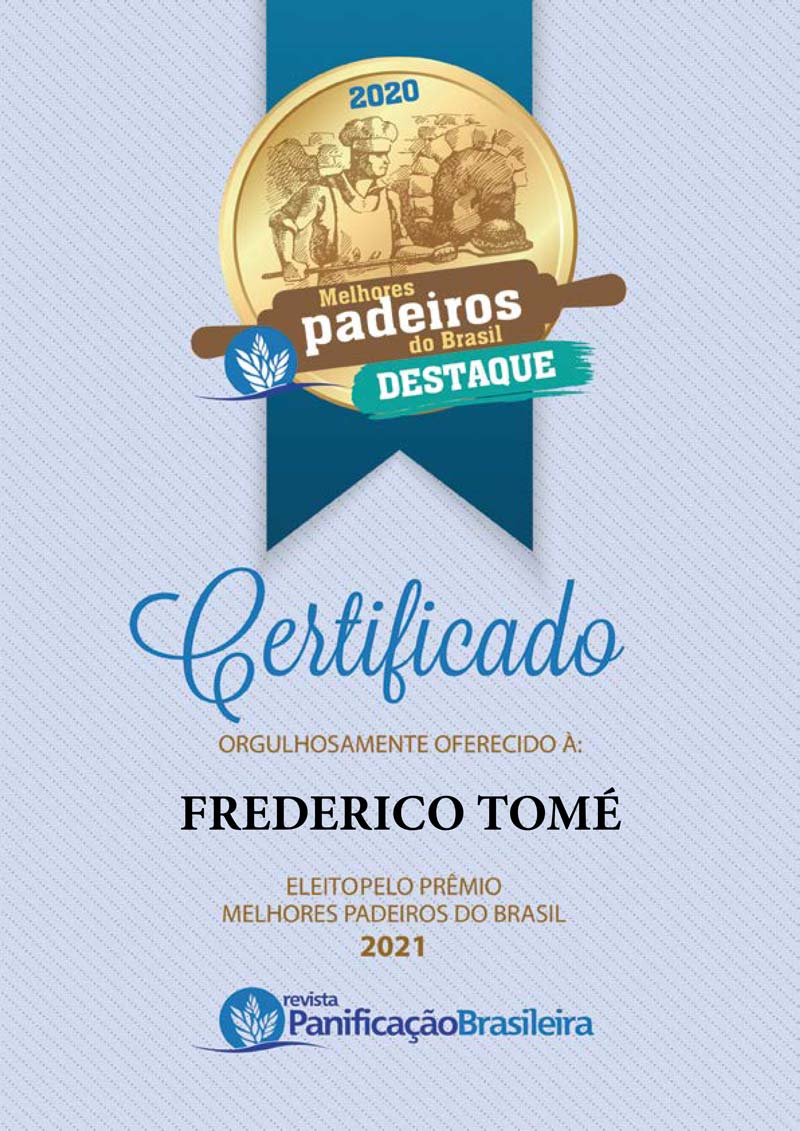 2020
Melhores
padeiros
do Brasil
DESTAQUE
Certificado
ORGULHOSAMENTE OFERECIDO À:
FREDERICO TOMÉ
ELEITOPELO PRÊMIO
MELHORES PADEIROS DO BRASIL
2021
revista
PanificaçãoBrasileira